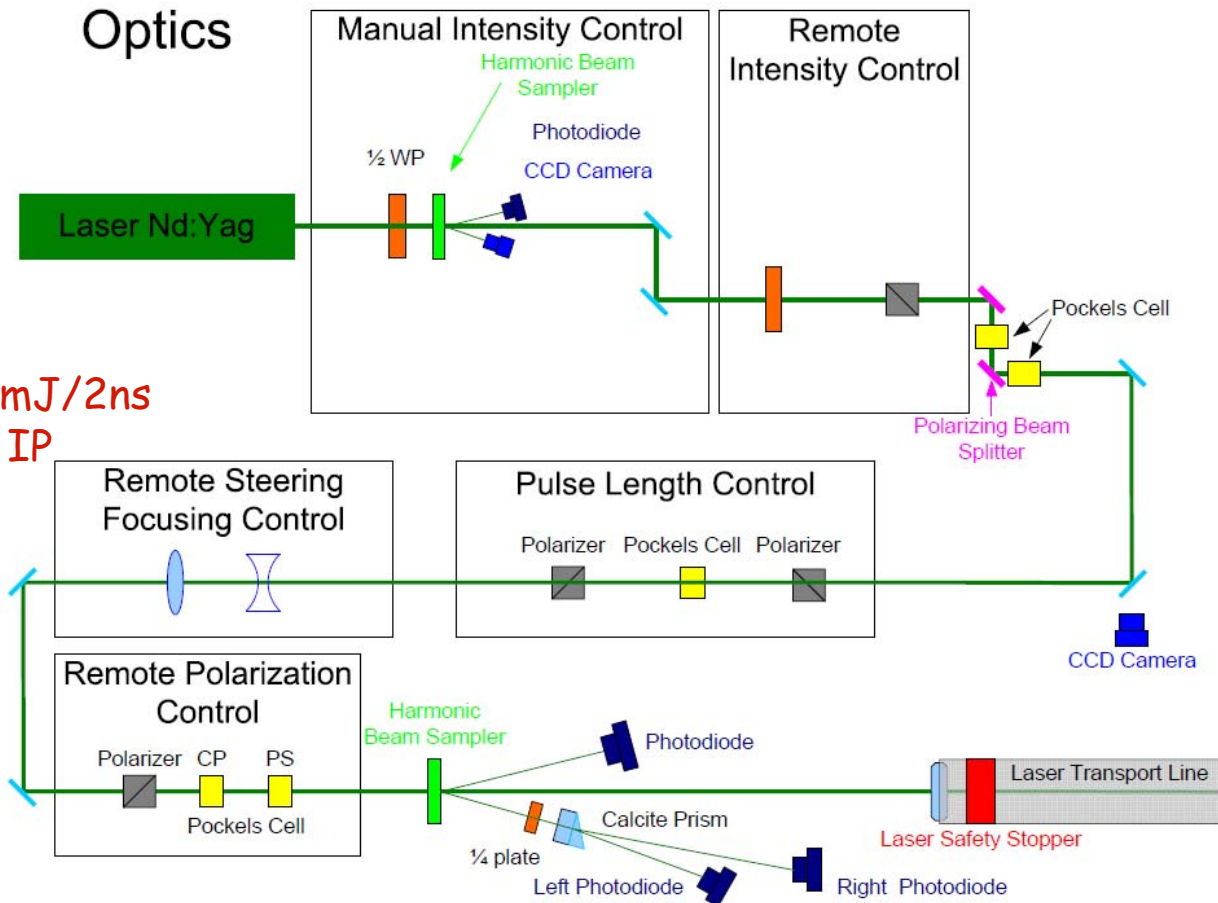 Optics
Manual Intensity Control
Harmonic Beam
Sampler
Photodiode
CCD Camera
½ WP
Laser Nd:Yag
Remote
Intensity Control
Pockels Cell
Polarizing Beam
Splitter
mJ/2ns
IP
Remote Steering
Focusing Control
Pulse Length Control
Polarizer
Pockels Cell
Polarizer
CCD Camera
Remote Polarization
Control
Polarizer
CP
PS
Pockels Cell
Harmonic
Beam Sampler
Photodiode
Calcite Prism
¼ plate
Left Photodiode
Right Photodiode
Laser Transport Line
Laser Safety Stopper